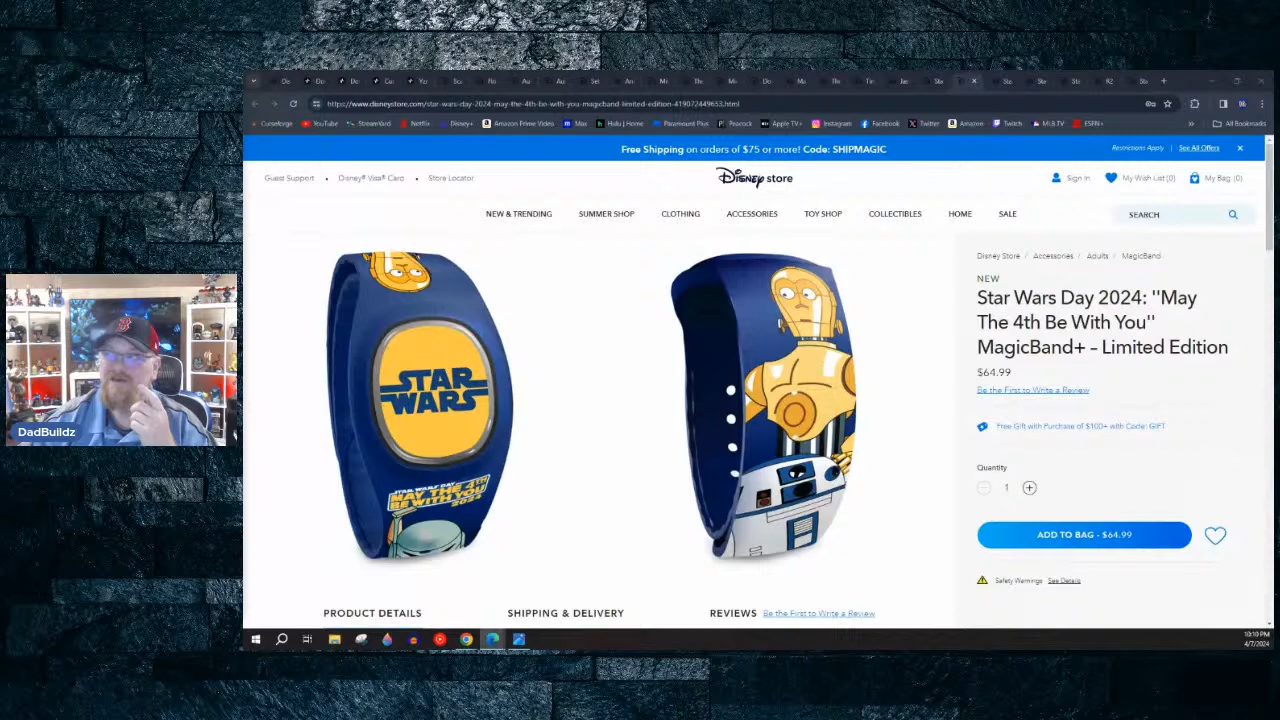 https://www.disneystore.com/star-wars-day-2024-may-the-4th-be-with-you-magicband-limited-edition-419072449653.html
Curseforge YouTube StreamYard Netflix Disney+ Amazon Prime Video Max Hulu | Home Paramount Plus Peacock Apple TV+ Instagram Facebook Twitter Amazon Twitch MLB.TV ESPN+ » All Bookmarks
Free Shipping on orders of $75 or more! Code: SHIPMAGIC
Restrictions Apply | See All Offers
Guest Support • Disney® Visa® Card • Store Locator
Disney store
Sign In My Wish List (0) My Bag (0)
NEW & TRENDING SUMMER SHOP CLOTHING ACCESSORIES TOY SHOP COLLECTIBLES HOME SALE
SEARCH
Disney Store / Accessories / Adults / MagicBand
NEW
Star Wars Day 2024: ''May
The 4th Be With You''
MagicBand+ – Limited Edition
$64.99
Be the First to Write a Review
Free Gift with Purchase of $100+ with Code: GIFT
Quantity
1
ADD TO BAG - $64.99
Safety Warnings See Details
STAR
WARS
STAR WARS DAY
MAY THE 4TH
BE WITH YOU
2024
DadBuildz
PRODUCT DETAILS SHIPPING & DELIVERY REVIEWS Be the First to Write a Review
10:10 PM
4/7/2024